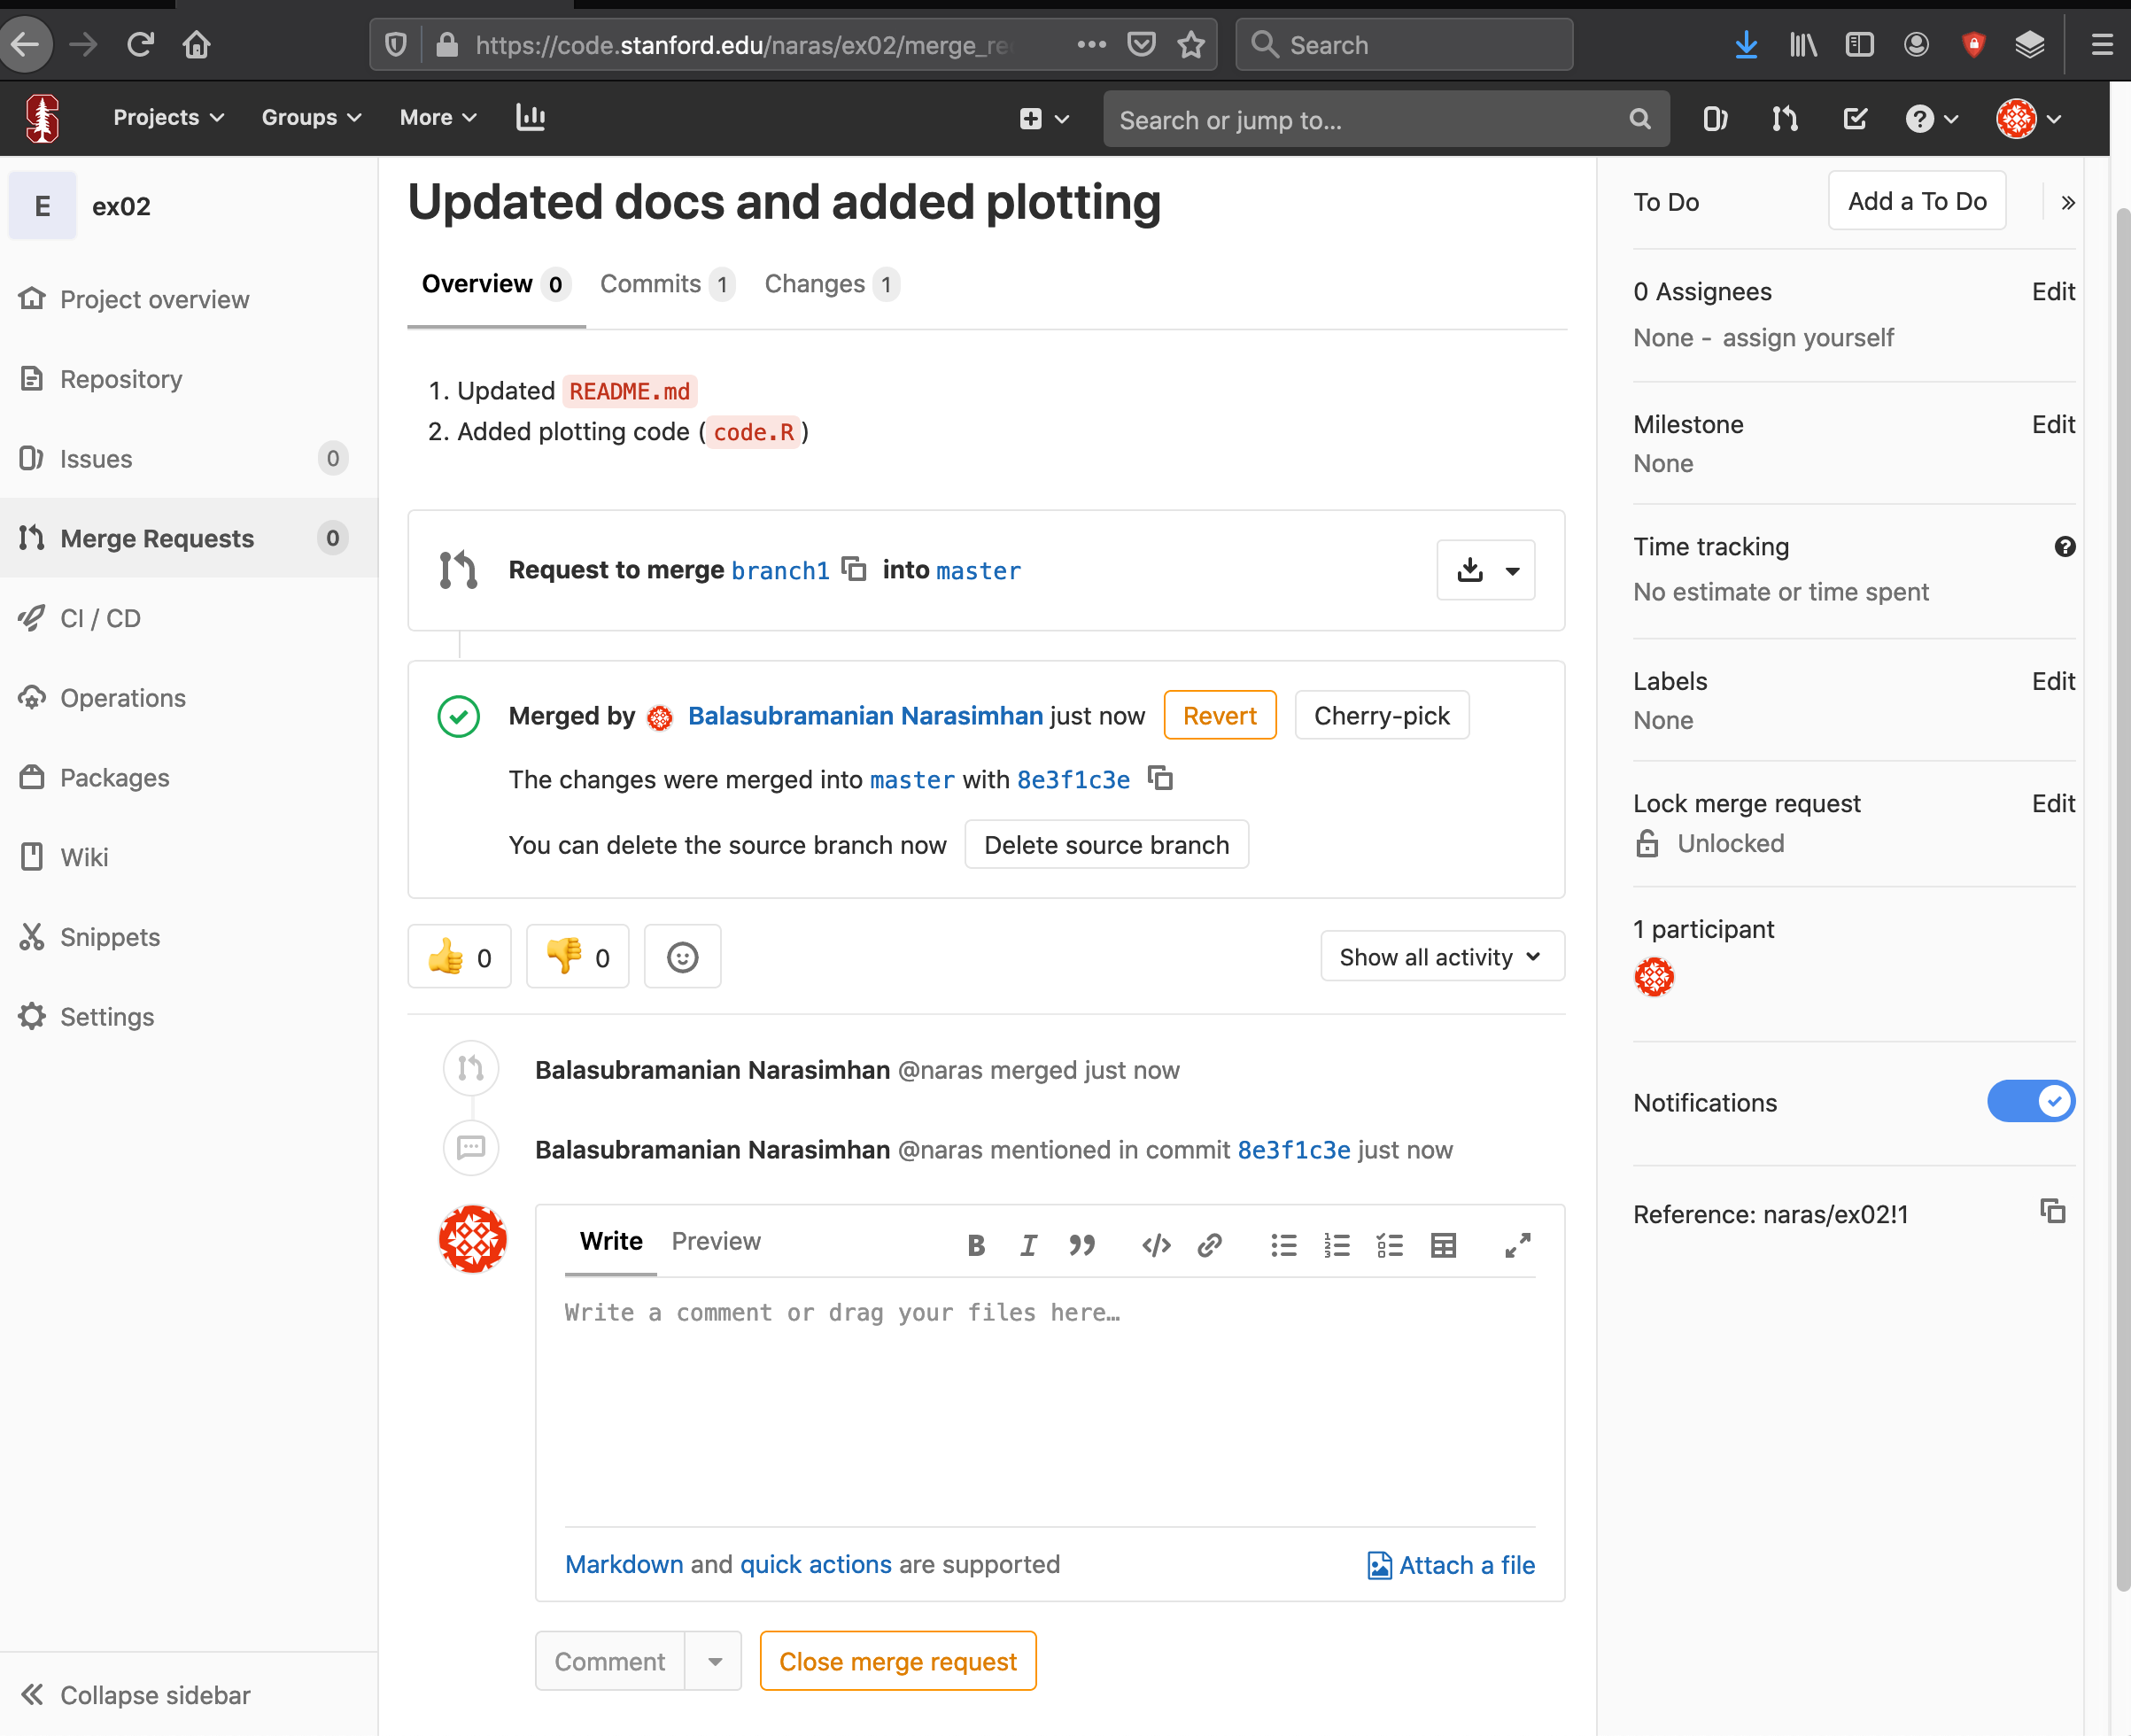 https://code.stanford.edu/naras/ex02/merge_re
Search
Projects
Groups
More
Search or jump to...
E
ex02
Project overview
Repository
Issues 0
Merge Requests 0
CI / CD
Operations
Packages
Wiki
Snippets
Settings
Collapse sidebar
Updated docs and added plotting
Overview 0 Commits 1 Changes 1
1. Updated README.md
2. Added plotting code ( code.R )
Request to merge branch1 into master
Merged by Balasubramanian Narasimhan just now Revert Cherry-pick
The changes were merged into master with 8e3f1c3e
You can delete the source branch now Delete source branch
0 0
Show all activity
Balasubramanian Narasimhan @naras merged just now
Balasubramanian Narasimhan @naras mentioned in commit 8e3f1c3e just now
Write Preview
Write a comment or drag your files here…
Markdown and quick actions are supported
Attach a file
Comment
Close merge request
To Do Add a To Do
0 Assignees Edit
None - assign yourself
Milestone Edit
None
Time tracking
No estimate or time spent
Labels Edit
None
Lock merge request Edit
Unlocked
1 participant
Notifications
Reference: naras/ex02!1